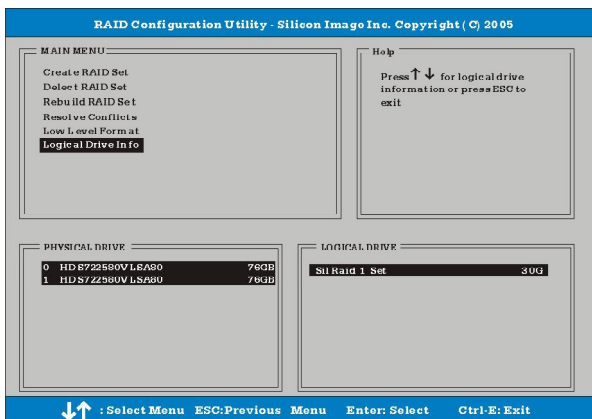 RAID Configuration Utility - Silicon Imago Inc. Copyright (C) 2005
MAIN MENU
Create RAID Set
Delect RAID Set
Rebuild RAID Set
Resolve Conflicts
Low Level Format
Logical Drive Info
Help
Press ↑ ↓ for logical drive
information or press ESC to
exit
PHYSICAL DRIVE
0 HDS722580VLSA80 76GB
1 HDS722580VLSA80 76GB
LOGICAL DRIVE
Sil Raid 1 Set 30G
↓↑ : Select Menu ESC:Previous Menu Enter: Select Ctrl-E: Exit